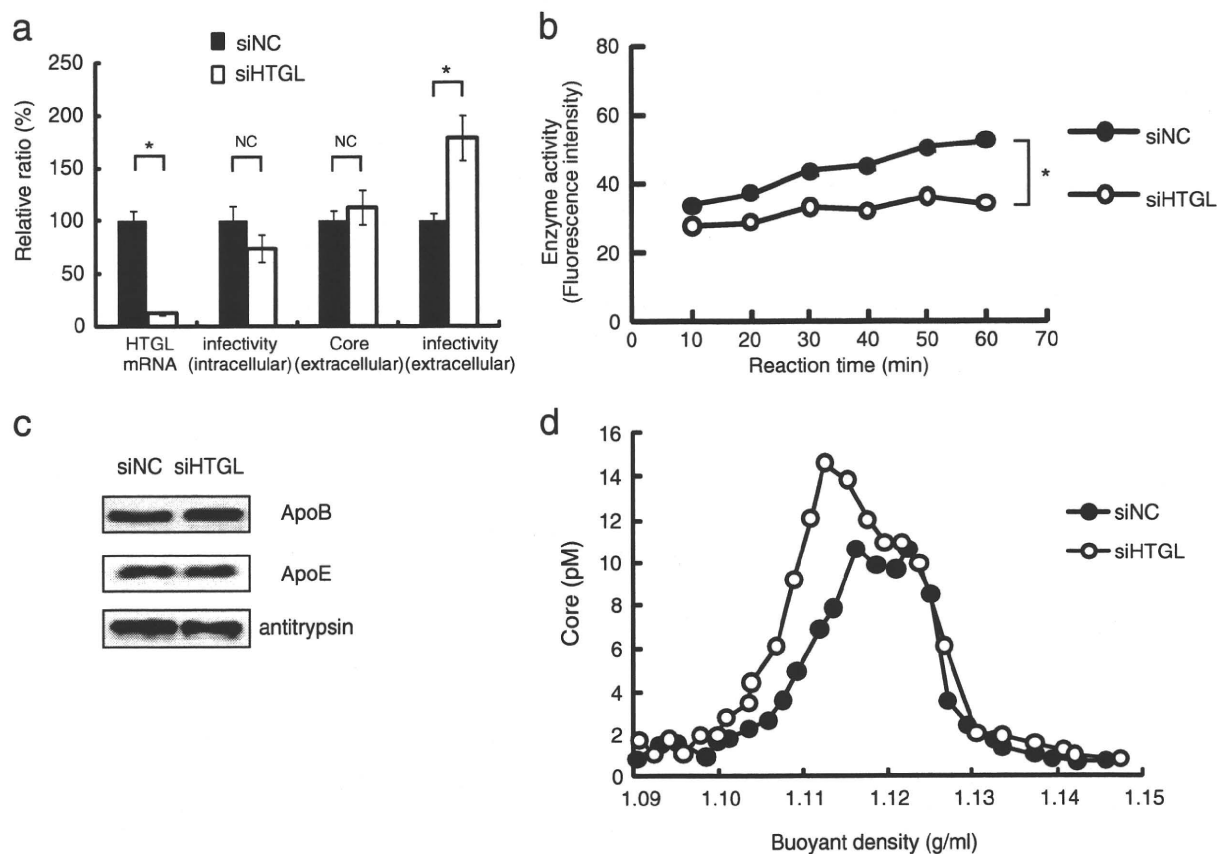 a
siNC
siHTGL
Relative ratio (%)
250
200
150
100
50
0
*
NC
NC
*
HTGL mRNA
infectivity (intracellular)
Core (extracellular)
infectivity (extracellular)
b
Enzyme activity
(Fluorescence intensity)
80
60
40
20
0
0 10 20 30 40 50 60 70
Reaction time (min)
siNC
*
siHTGL
c
siNC siHTGL
ApoB
ApoE
antitrypsin
d
Core (pM)
16
14
12
10
8
6
4
2
0
1.09 1.10 1.11 1.12 1.13 1.14 1.15
Buoyant density (g/ml)
siNC
siHTGL